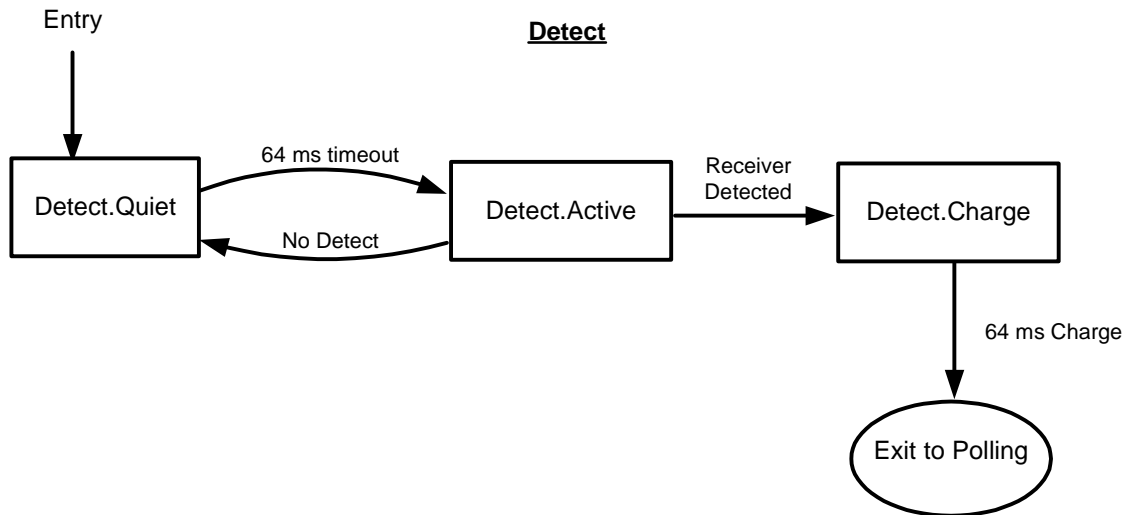 Entry
Detect
Detect.Quiet
64 ms timeout
No Detect
Detect.Active
Receiver
Detected
Detect.Charge
64 ms Charge
Exit to Polling